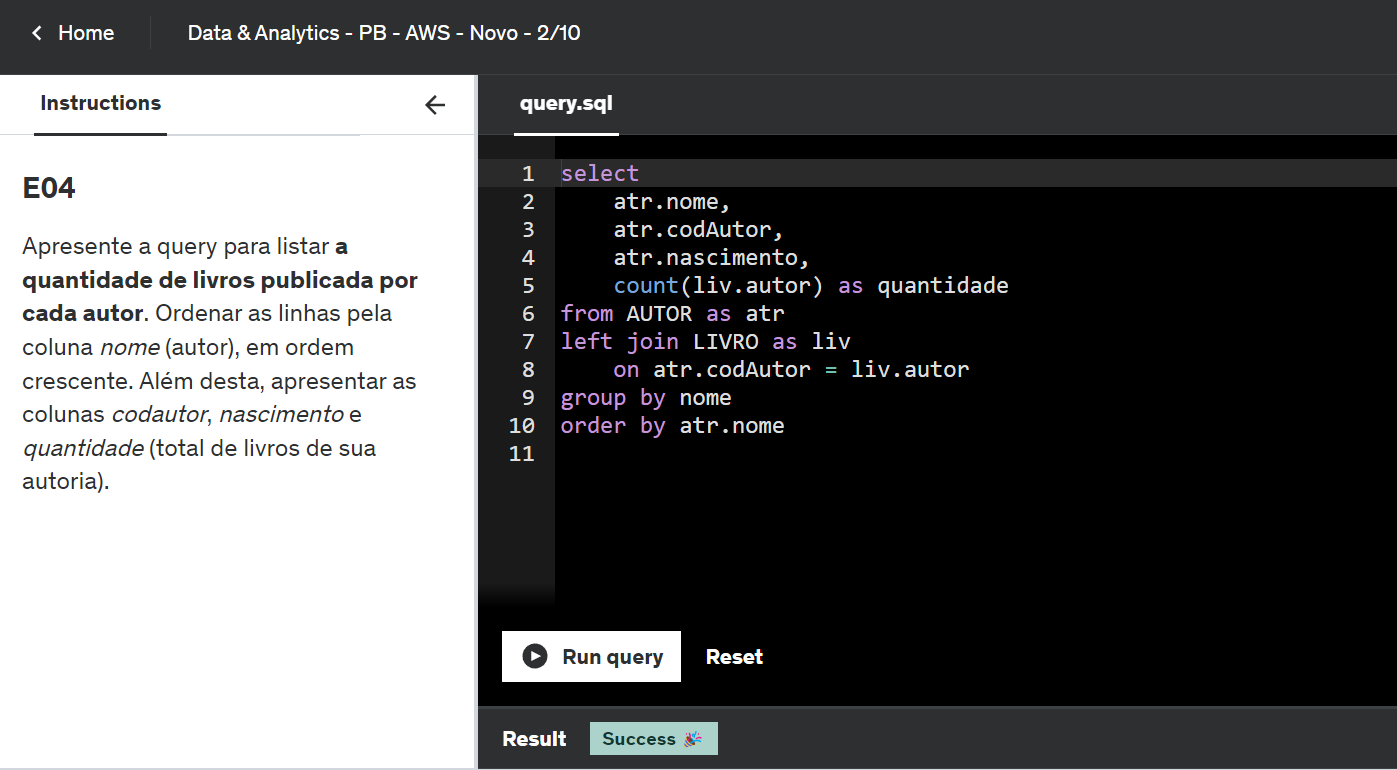 Home
Data & Analytics - PB - AWS - Novo - 2/10
Instructions
E04
Apresente a query para listar a
quantidade de livros publicada por
cada autor. Ordenar as linhas pela
coluna nome (autor), em ordem
crescente. Além desta, apresentar as
colunas codautor, nascimento e
quantidade (total de livros de sua
autoria).
query.sql
1 select
2     atr.nome,
3     atr.codAutor,
4     atr.nascimento,
5     count(liv.autor) as quantidade
6 from AUTOR as atr
7 left join LIVRO as liv
8     on atr.codAutor = liv.autor
9 group by nome
10 order by atr.nome
11
Run query
Reset
Result
Success 🎉